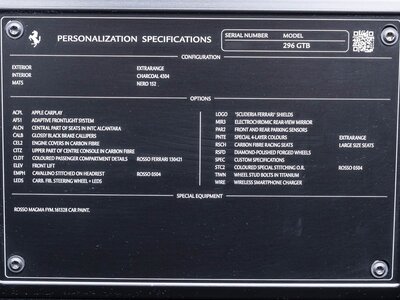 PERSONALIZATION SPECIFICATIONS
SERIAL NUMBER MODEL
296 GTB
CONFIGURATION
EXTERIOR EXTRARANGE
INTERIOR CHARCOAL 4304
MATS NERO 152
OPTIONS
ACPL APPLE CARPLAY
AFS1 ADAPTIVE FRONTLIGHT SYSTEM
ALCN CENTRAL PART OF SEATS IN INT.C ALCANTARA
CALB GLOSSY BLACK BRAKE CALLIPERS
CEL2 ENGINE COVERS IN CARBON FIBRE
CITZ UPPER PART OF CENTRE CONSOLE IN CARBON FIBRE
CLDT COLOURED PASSENGER COMPARTMENT DETAILS ROSSO FERRARI 130421
ELEV FRONT LIFT
EMPH CAVALLINO STITCHED ON HEADREST ROSSO 0504
LEDS CARB. FIB. STEERING WHEEL + LEDS
LOGO "SCUDERIA FERRARI" SHIELDS
MIR3 ELECTROCHROMIC REAR-VIEW MIRROR
PAR2 FRONT AND REAR PARKING SENSORS
PNTE SPECIAL 4-LAYER COLOURS EXTRARANGE
RSCH CARBON FIBRE RACING SEATS LARGE SIZE SEATS
RSFD DIAMOND-POLISHED FORGED WHEELS
SPEC CUSTOM SPECIFICATIONS
STC2 COLOURED SPECIAL STITCHING O.R. ROSSO 0504
TIWN WHEEL STUD BOLTS IN TITANIUM
WIRE WIRELESS SMARTPHONE CHARGER
SPECIAL EQUIPMENT
ROSSO MAGMA PYM. 161328 CAR PAINT.